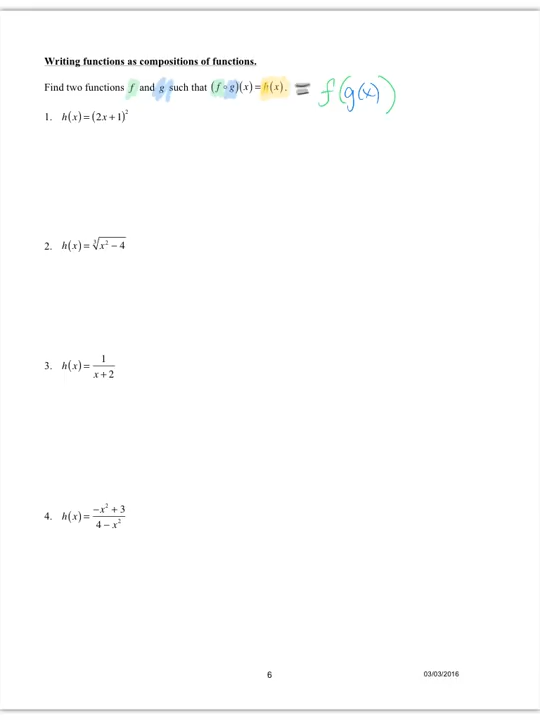 Writing functions as compositions of functions.
Find two functions f and g such that (f ∘ g)(x) = h(x). = f(g(x))
1. h(x) = (2x + 1)²
2. h(x) = ∛(x² − 4)
3. h(x) = 1/(x + 2)
4. h(x) = (−x² + 3)/(4 − x²)
6 03/03/2016